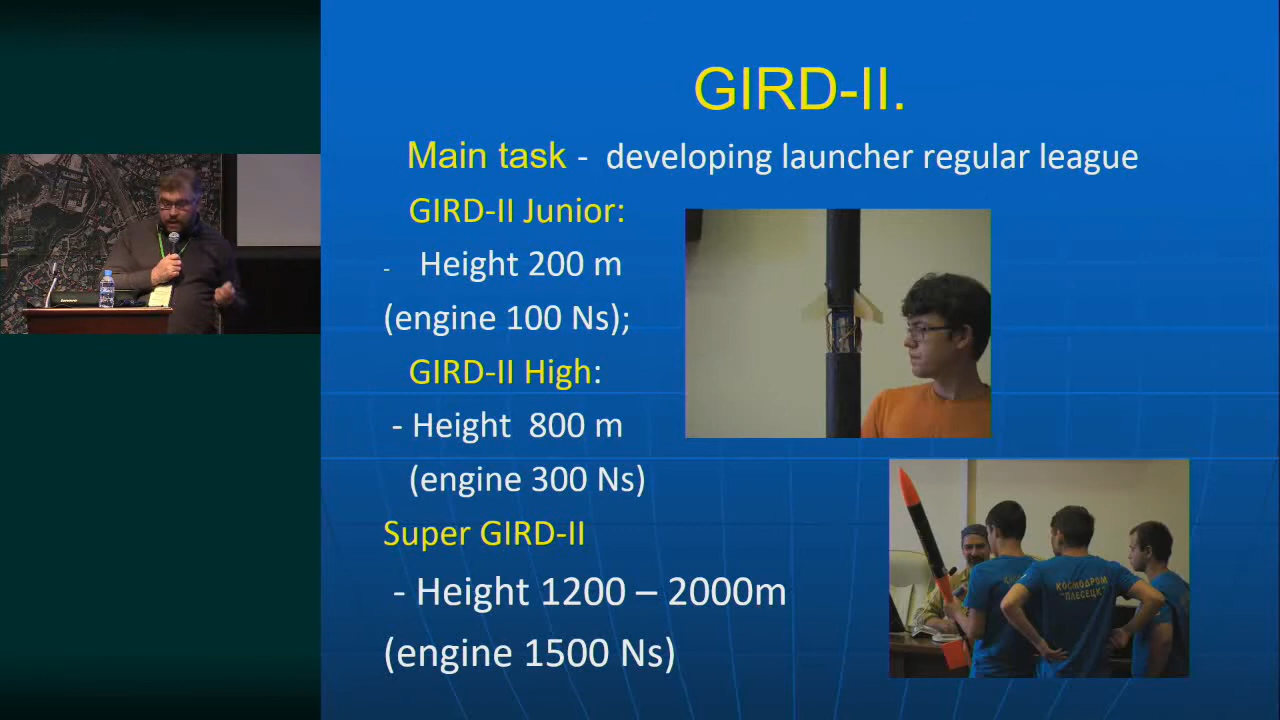 GIRD-II.
Main task - developing launcher regular league
GIRD-II Junior:
- Height 200 m
(engine 100 Ns);
GIRD-II High:
- Height 800 m
(engine 300 Ns)
Super GIRD-II
- Height 1200 – 2000m
(engine 1500 Ns)
КОСМОДРОМ
"ПЛЕСЕЦК"